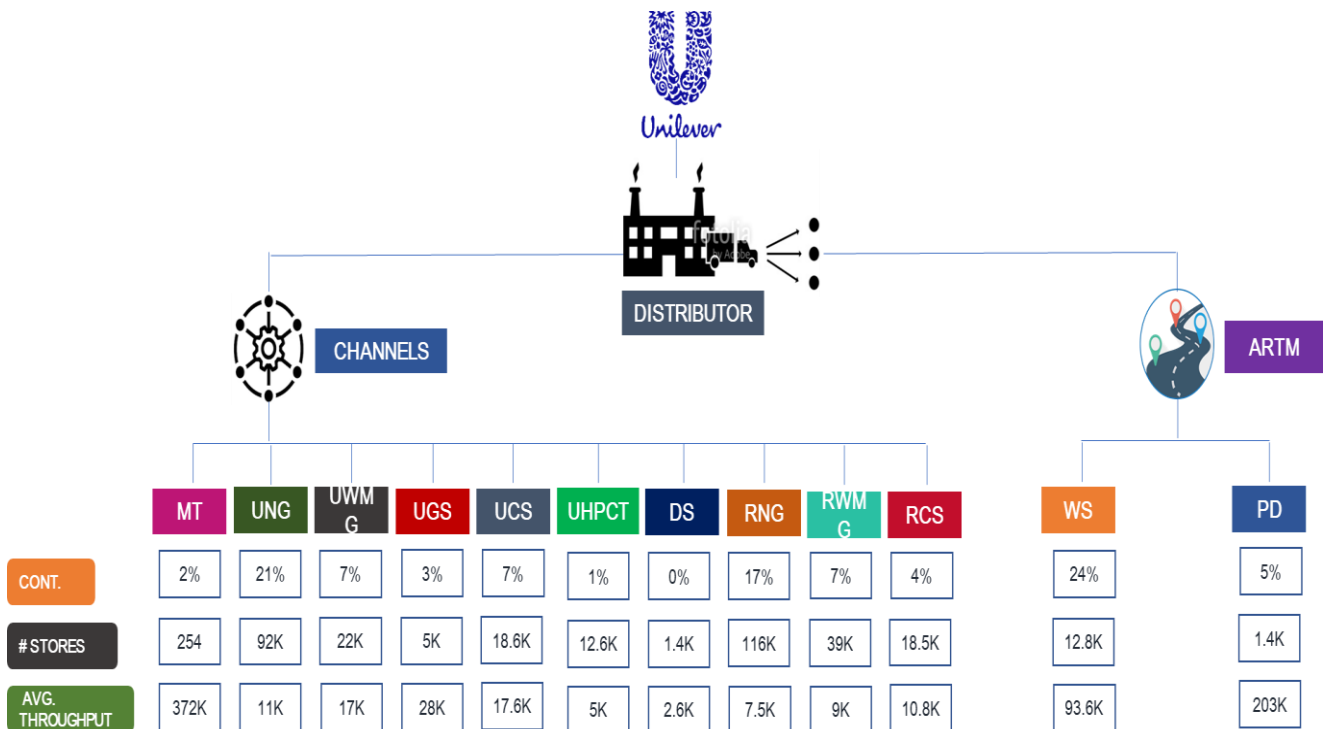 Unilever
fotolia
by Adobe
DISTRIBUTOR
CHANNELS
ARTM
MT UNG UWM UGS UCS UHPCT DS RNG RWM RCS WS PD
G G
CONT. 2% 21% 7% 3% 7% 1% 0% 17% 7% 4% 24% 5%
# STORES 254 92K 22K 5K 18.6K 12.6K 1.4K 116K 39K 18.5K 12.8K 1.4K
AVG.
THROUGHPUT 372K 11K 17K 28K 17.6K 5K 2.6K 7.5K 9K 10.8K 93.6K 203K